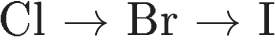 Cl → Br → I